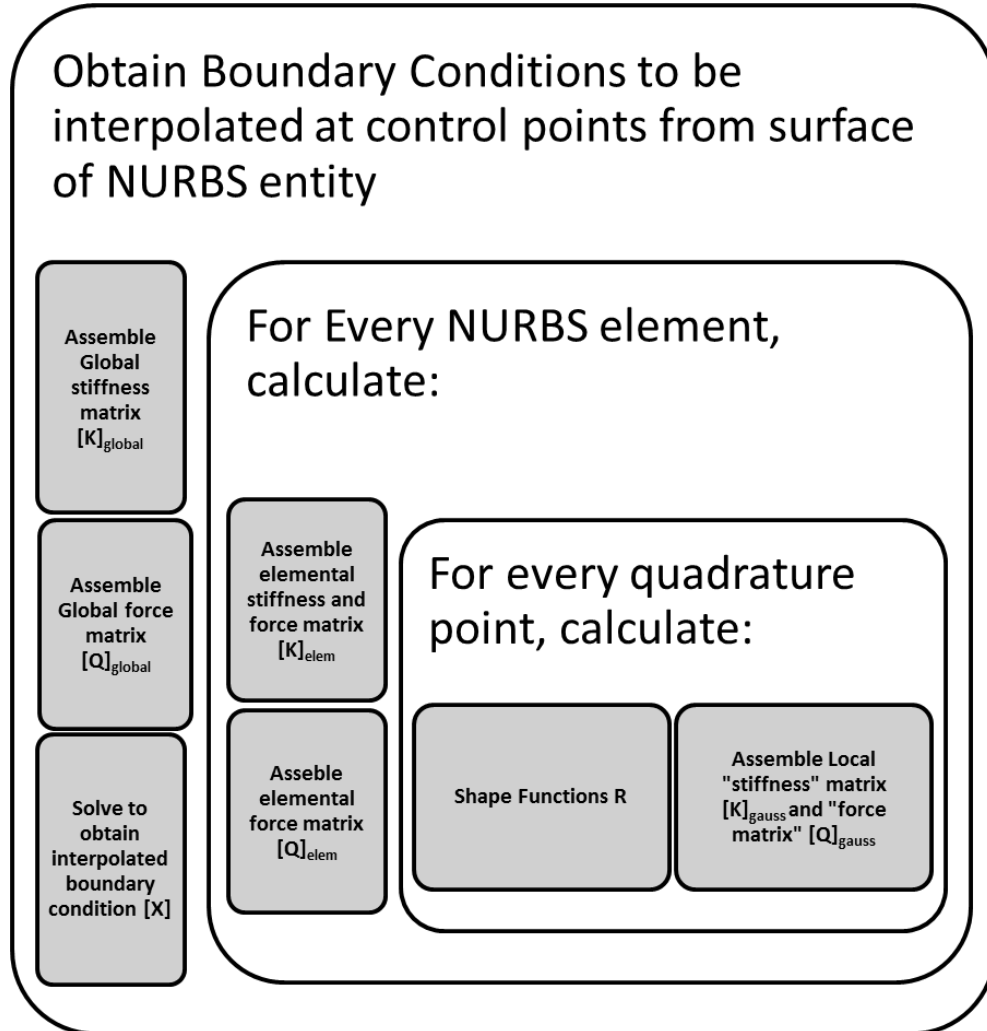 Obtain Boundary Conditions to be
interpolated at control points from surface
of NURBS entity
Assemble
Global
stiffness
matrix
[K]global
Assemble
Global force
matrix
[Q]global
Solve to
obtain
interpolated
boundary
condition [X]
For Every NURBS element,
calculate:
Assemble
elemental
stiffness and
force matrix
[K]elem
Asseble
elemental
force matrix
[Q]elem
For every quadrature
point, calculate:
Shape Functions R
Assemble Local
"stiffness" matrix
[K]gauss and "force
matrix" [Q]gauss